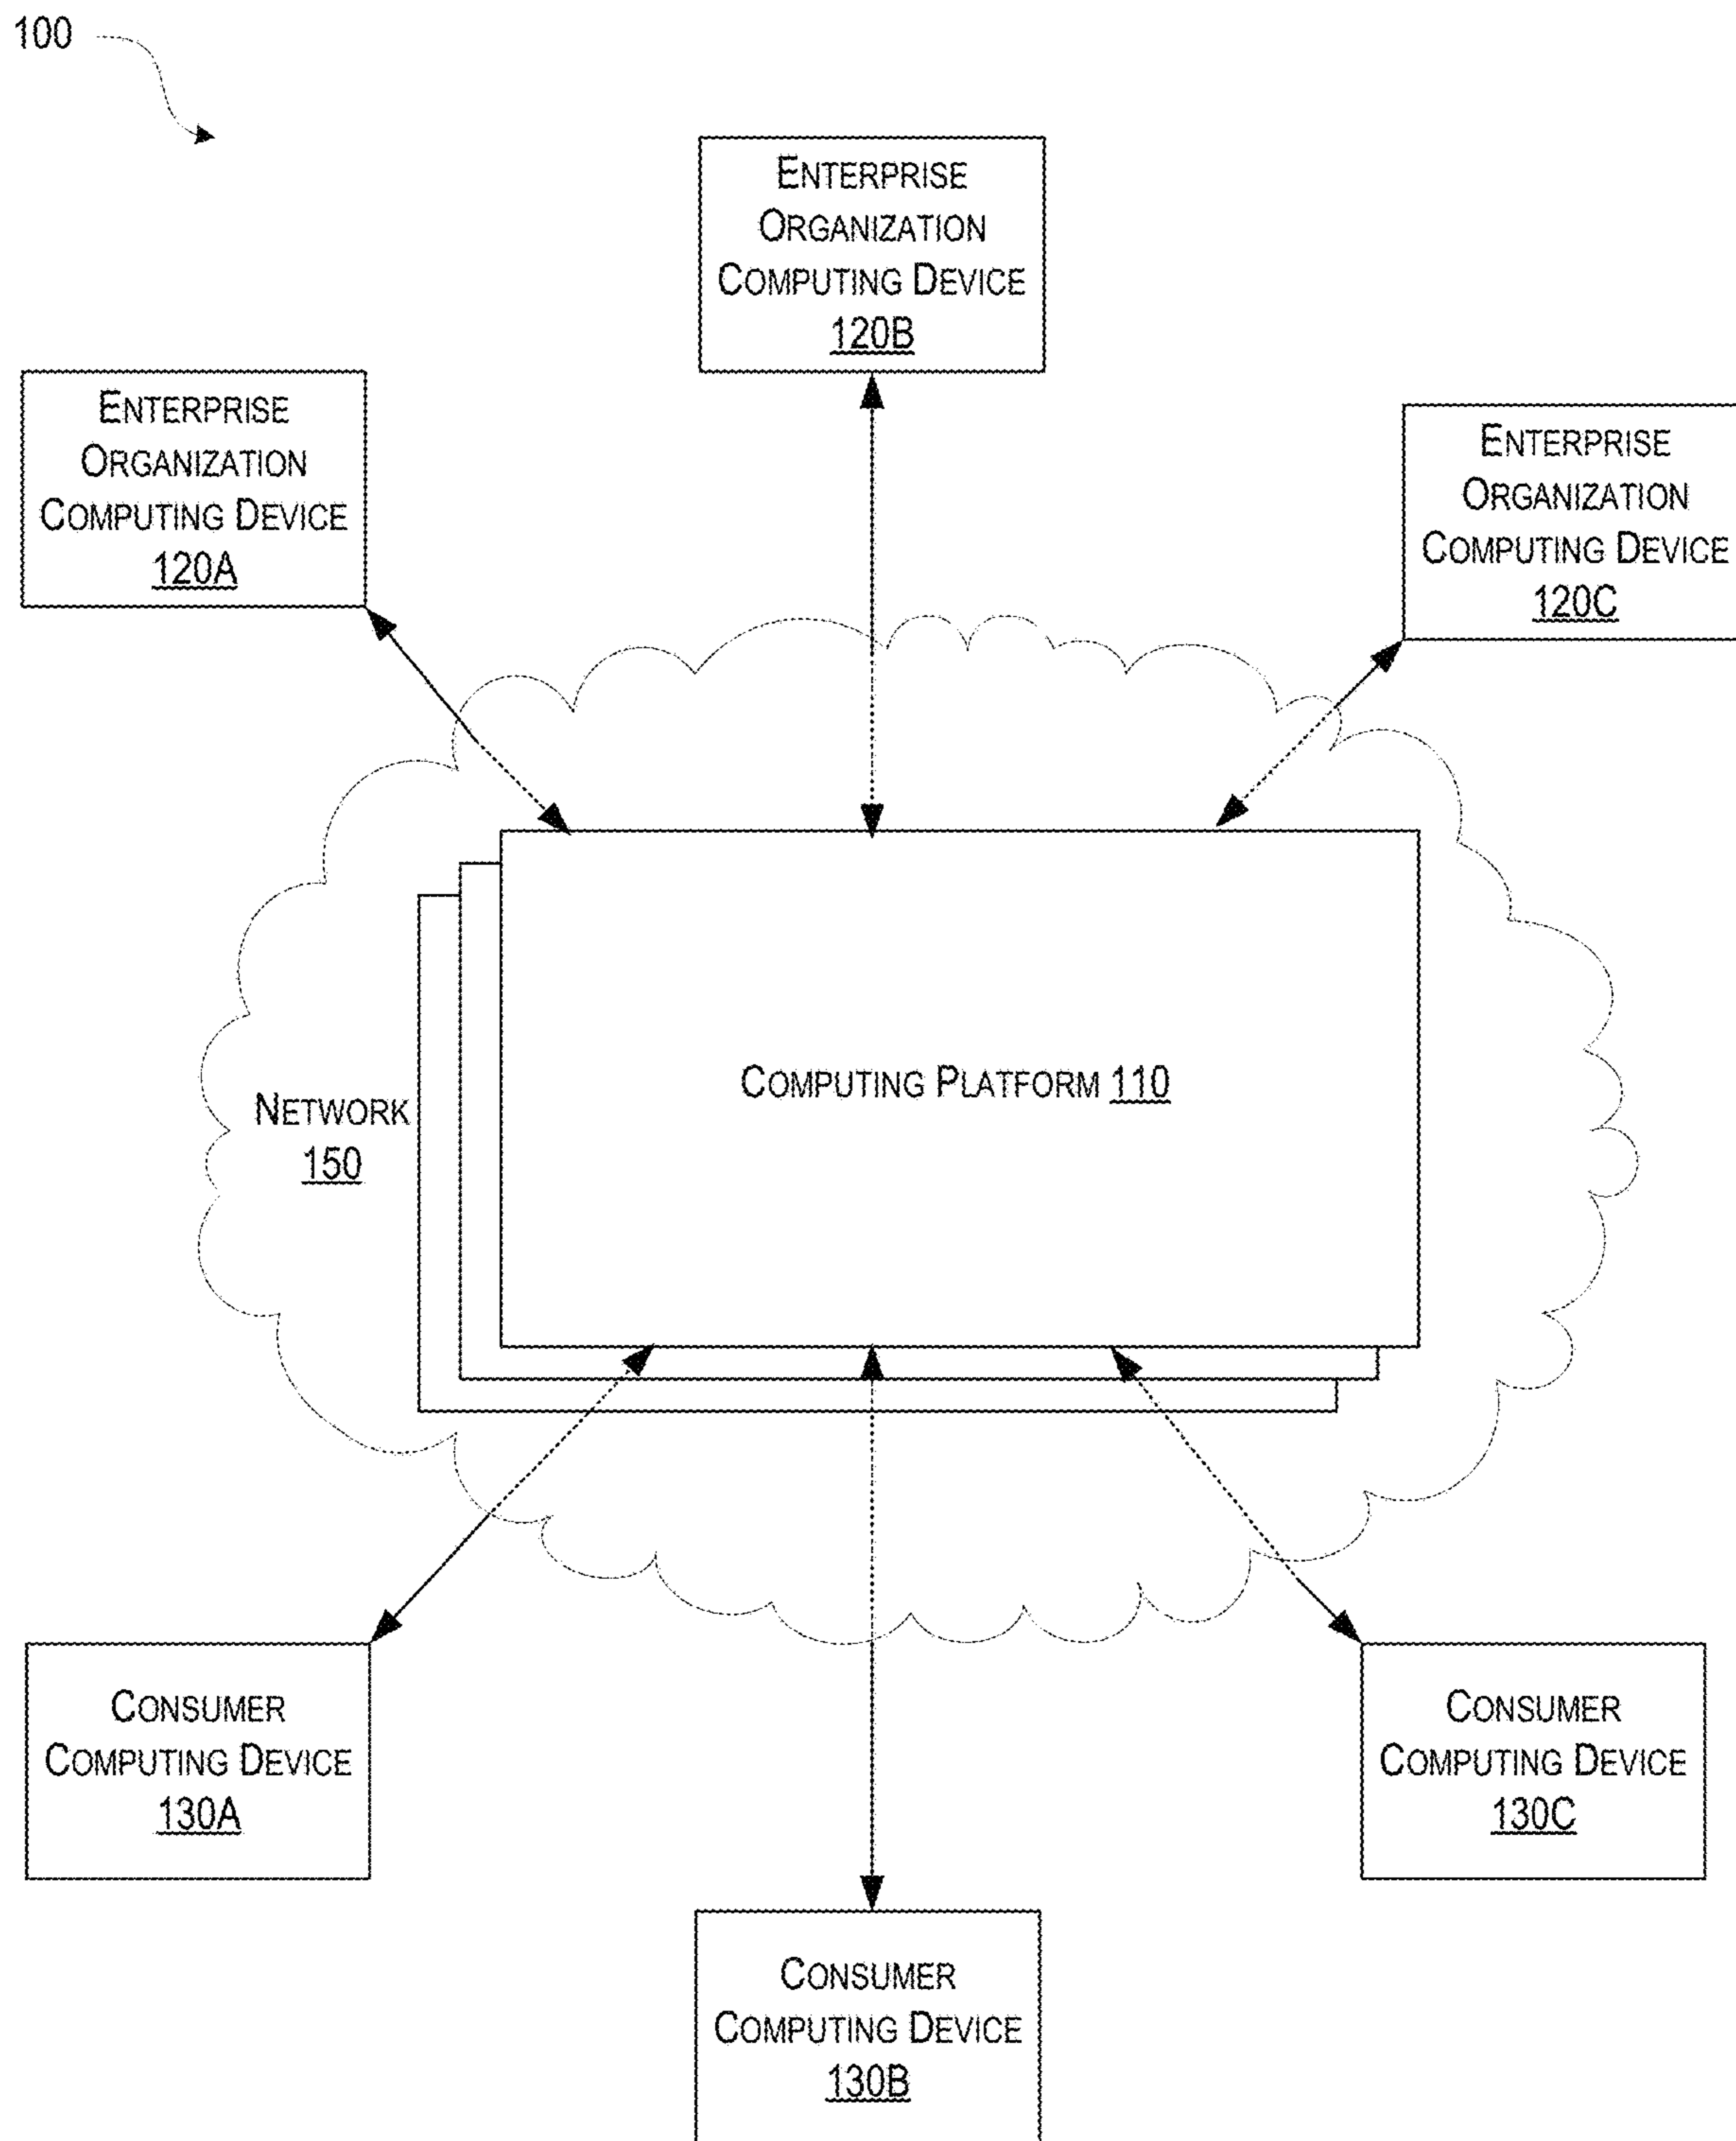 100
ENTERPRISE
ORGANIZATION
COMPUTING DEVICE
120B
ENTERPRISE
ORGANIZATION
COMPUTING DEVICE
120A
ENTERPRISE
ORGANIZATION
COMPUTING DEVICE
120C
COMPUTING PLATFORM 110
NETWORK
150
CONSUMER
COMPUTING DEVICE
130A
CONSUMER
COMPUTING DEVICE
130C
CONSUMER
COMPUTING DEVICE
130B